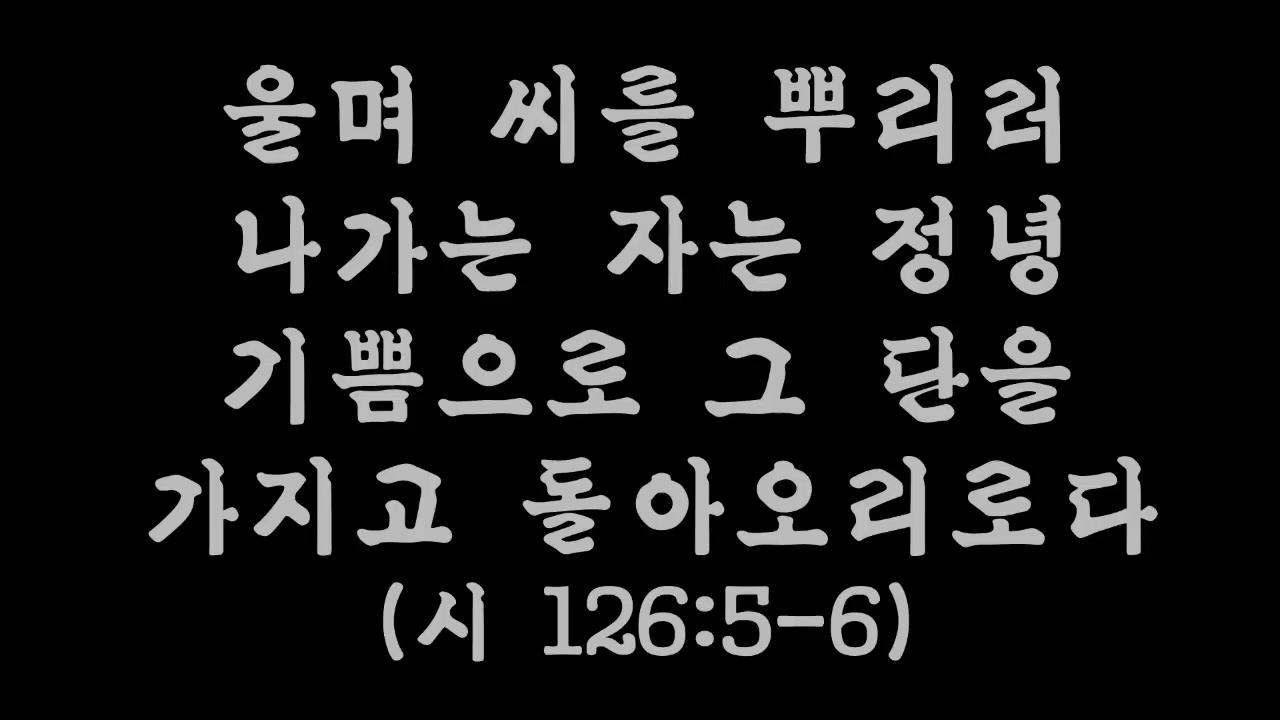 울며 씨를 뿌리러
나가는 자는 정녕
기쁨으로 그 단을
가지고 돌아오리로다
(시 126:5-6)